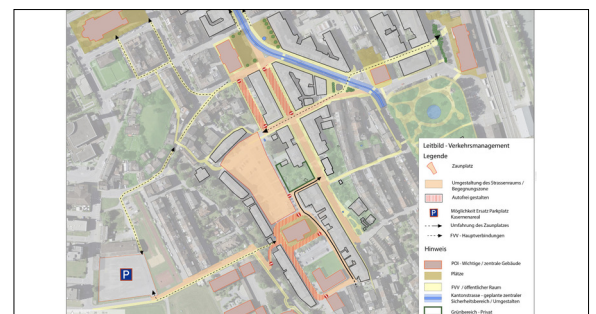 Leitbild - Verkehrsmanagement
Legende
Zaunplatz
Umgestaltung des Strassenraums /
Begegnungszone
Autofrei gestalten
P
Möglichkeit Ersatz Parkplatz
Kasernenareal
Umfahrung des Zaunplatzes
FVV - Hauptverbindungen
Hinweis
POI - Wichtige / zentrale Gebäude
Plätze
FVV / öffentlicher Raum
Kantonstrasse - geplante zentraler
Sicherheitsbereich / Umgestalten
Grünbereich - Privat
P